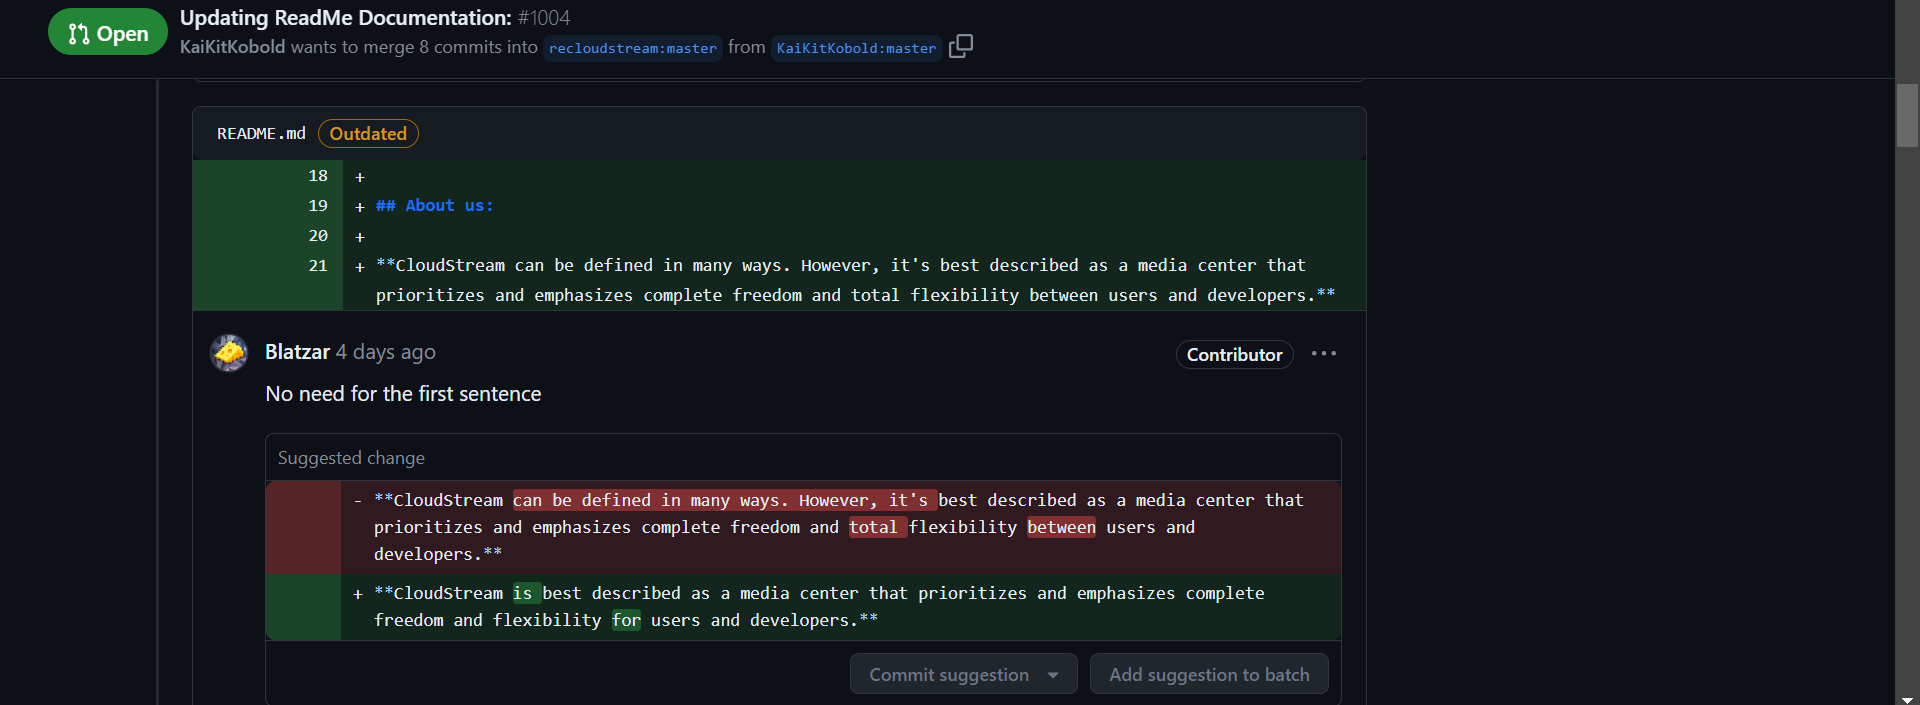 Open
Updating ReadMe Documentation: #1004
KaiKitKobold wants to merge 8 commits into recloudstream:master from KaiKitKobold:master
README.md Outdated
18 +
19 + ## About us:
20 +
21 + **CloudStream can be defined in many ways. However, it's best described as a media center that
prioritizes and emphasizes complete freedom and total flexibility between users and developers.**
Blatzar 4 days ago
Contributor
No need for the first sentence
Suggested change
- **CloudStream can be defined in many ways. However, it's best described as a media center that
prioritizes and emphasizes complete freedom and total flexibility between users and
developers.**
+ **CloudStream is best described as a media center that prioritizes and emphasizes complete
freedom and flexibility for users and developers.**
Commit suggestion
Add suggestion to batch